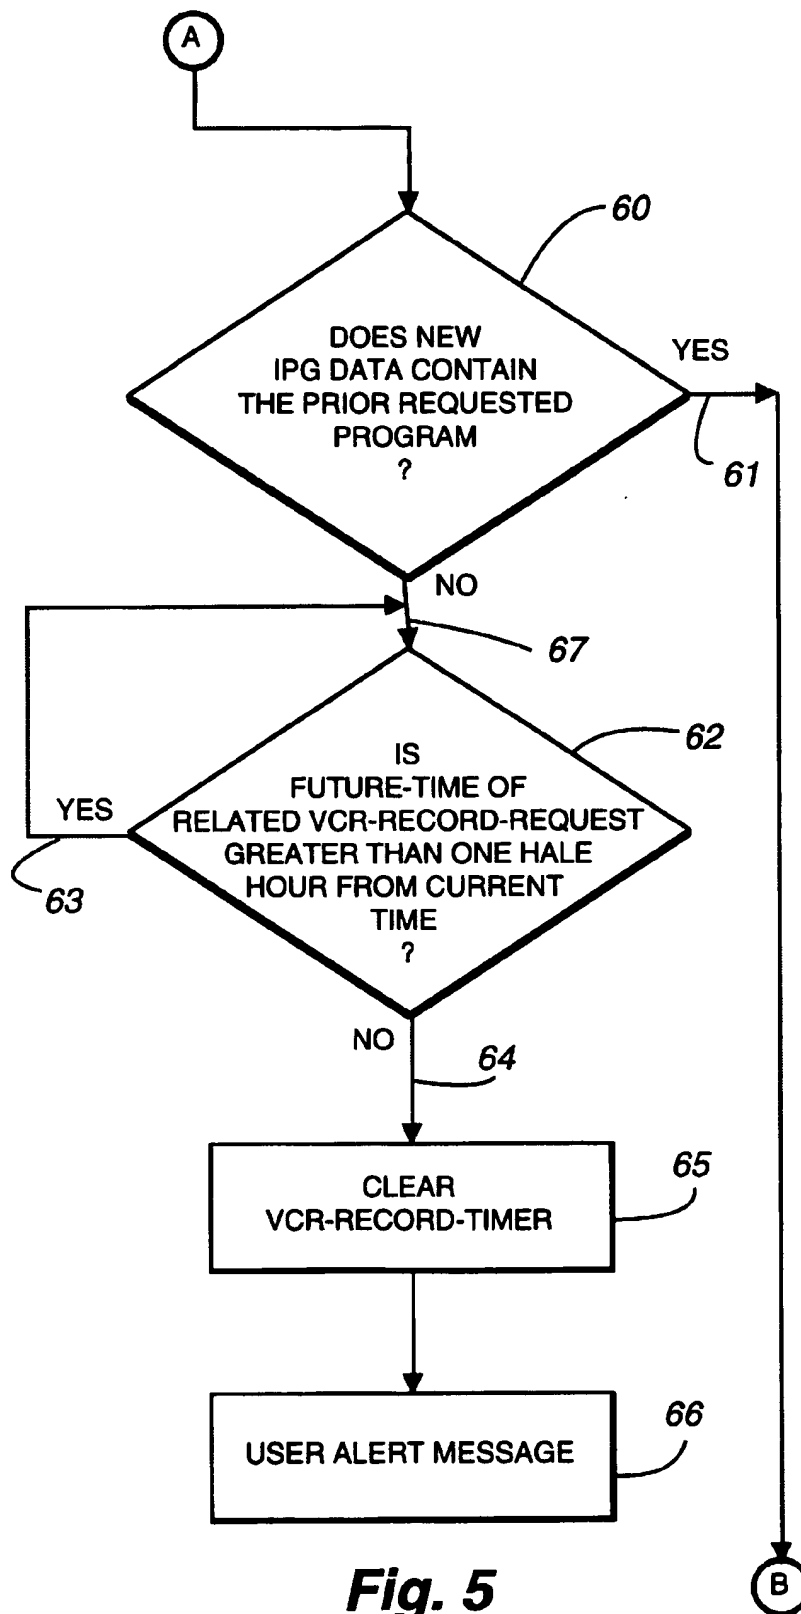 A
60
DOES NEW
IPG DATA CONTAIN
THE PRIOR REQUESTED
PROGRAM
?
YES
61
NO
67
62
IS
FUTURE-TIME OF
RELATED VCR-RECORD-REQUEST
GREATER THAN ONE HALE
HOUR FROM CURRENT
TIME
?
YES
63
NO
64
65
CLEAR
VCR-RECORD-TIMER
66
USER ALERT MESSAGE
B
Fig. 5